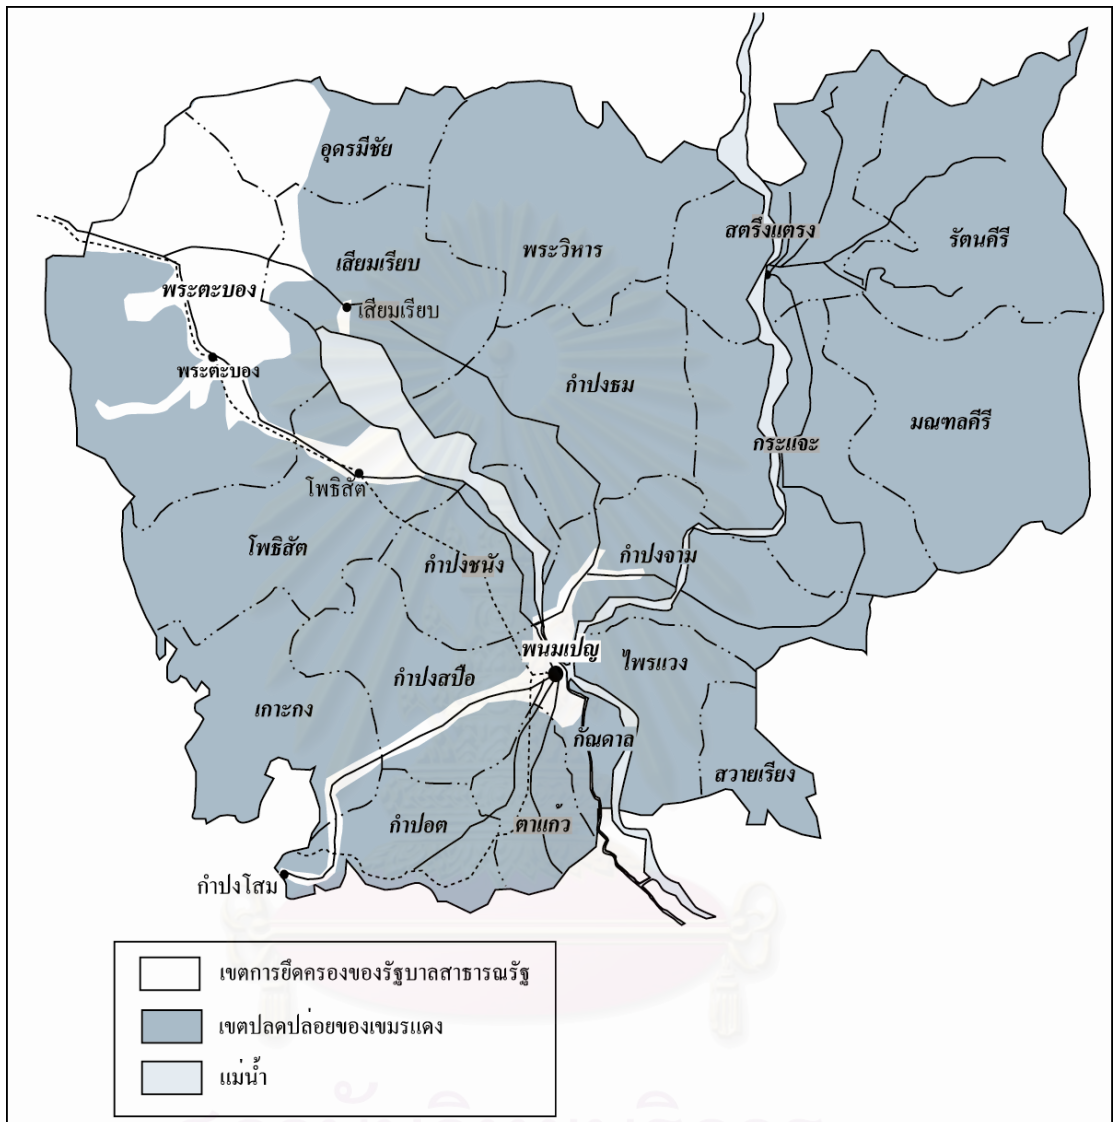 อุดรมีชัย
สตรึงแตรง
รัตนคีรี
พระวิหาร
เสียมเรียบ
พระตะบอง
เสียมเรียบ
พระตะบอง
กำปงธม
มณฑลคีรี
กระแจะ
โพธิสัต
โพธิสัต
กำปงชนัง
กำปงจาม
พนมเปญ
ไพรแวง
กำปงสปือ
เกาะกง
กัณดาล
สวายเรียง
กำปอต
ตาแก้ว
กำปงโสม
เขตการยึดครองของรัฐบาลสาธารณรัฐ
เขตปลดปล่อยของเขมรแดง
แม่น้ำ